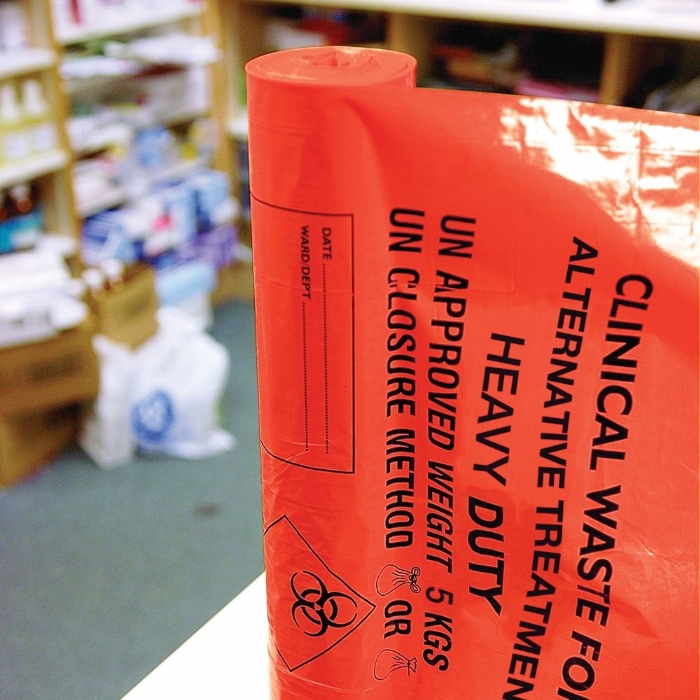 CLINICAL WASTE FO
ALTERNATIVE TREATMEN
HEAVY DUTY
UN APPROVED WEIGHT 5 KGS
UN CLOSURE METHOD OR
DATE
WARD/DEPT